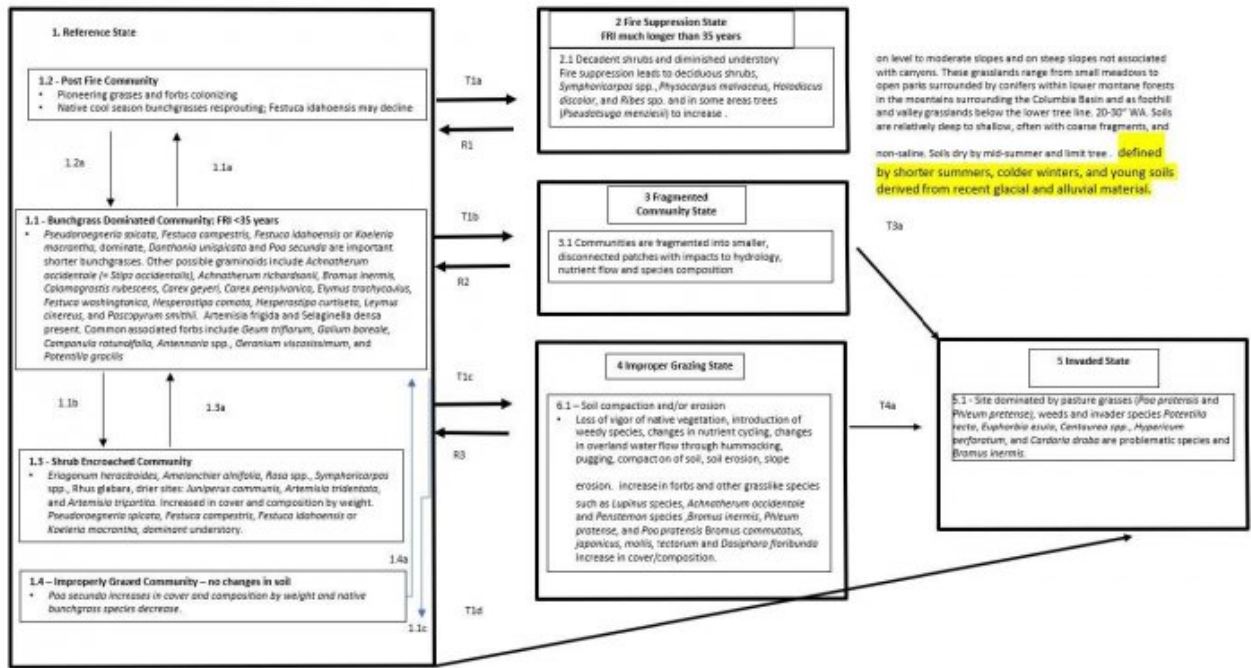 1. Reference State
1.2 - Post Fire Community
• Pioneering grasses and forbs colonizing
• Native cool season bunchgrasses resprouting; Festuca idahoensis may decline
1.2a
1.1a
1.1 - Bunchgrass Dominated Community; FRI <35 years
• Pseudoroegneria spicata, Festuca campestris, Festuca idahoensis or Koeleria
macrantha, dominate, Danthonia unispicata and Poa secunda are important
shorter bunchgrasses. Other possible graminoids include Achnatherum
occidentale (= Stipa occidentalis), Achnatherum richardsonii, Bromus inermis,
Calamagrostis rubescens, Carex geyeri, Carex pensylvanica, Elymus trachycaulus,
Festuca washingtonica, Hesperostipa comata, Hesperostipa curtiseta, Leymus
cinereus, and Pascopyrum smithii. Artemisia frigida and Selaginella densa
present. Common associated forbs include Geum triflorum, Galium boreale,
Campanula rotundifolia, Antennaria spp., Geranium viscosissimum, and
Potentilla gracilis
1.1b
1.3a
1.3 - Shrub Encroached Community
• Eriogonum heracleoides, Amelanchier alnifolia, Rosa spp., Symphoricarpos
spp., Rhus glabara, drier sites: Juniperus communis, Artemisia tridentata,
and Artemisia tripartita. Increased in cover and composition by weight.
Pseudoroegneria spicata, Festuca campestris, Festuca idahoensis or
Koeleria macrantha, dominant understory.
1.4a
1.4 – Improperly Grazed Community – no changes in soil
• Poa secunda increases in cover and composition by weight and native
bunchgrass species decrease.
1.1c
T1a
R1
T1b
R2
T1c
R3
T1d
2 Fire Suppression State
FRI much longer than 35 years
2.1 Decadent shrubs and diminished understory
Fire suppression leads to deciduous shrubs,
Symphoricarpos spp., Physocarpus malvaceus, Holodiscus
discolor, and Ribes spp. and in some areas trees
(Pseudotsuga menziesii) to increase .
3 Fragmented
Community State
3.1 Communities are fragmented into smaller,
disconnected patches with impacts to hydrology,
nutrient flow and species composition
4 Improper Grazing State
6.1 – Soil compaction and/or erosion
• Loss of vigor of native vegetation, introduction of
weedy species, changes in nutrient cycling, changes
in overland water flow through hummocking,
pugging, compaction of soil, soil erosion, slope
erosion. increase in forbs and other grasslike species
such as Lupinus species, Achnatherum occidentale
and Penstemon species ,Bromus inermis, Phleum
pratense, and Poa pratensis Bromus commutatus,
japonicus, mollis, tectorum and Dasiphora floribunda
Increase in cover/composition.
on level to moderate slopes and on steep slopes not associated
with canyons. These grasslands range from small meadows to
open parks surrounded by conifers within lower montane forests
in the mountains surrounding the Columbia Basin and as foothill
and valley grasslands below the lower tree line. 20-30" WA. Soils
are relatively deep to shallow, often with coarse fragments, and
non-saline. Soils dry by mid-summer and limit tree . defined
by shorter summers, colder winters, and young soils
derived from recent glacial and alluvial material.
T3a
T4a
5 Invaded State
5.1 - Site dominated by pasture grasses (Poa pratensis and
Phleum pretense), weeds and invader species Potentilla
recta, Euphorbia esula, Centaurea spp., Hypericum
perforatum, and Cardaria draba are problematic species and
Bromus inermis.